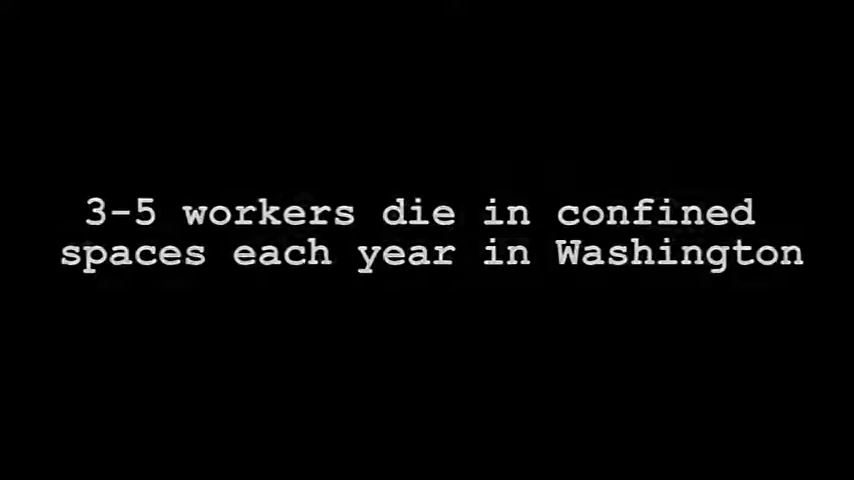 3-5 workers die in confined
spaces each year in Washington